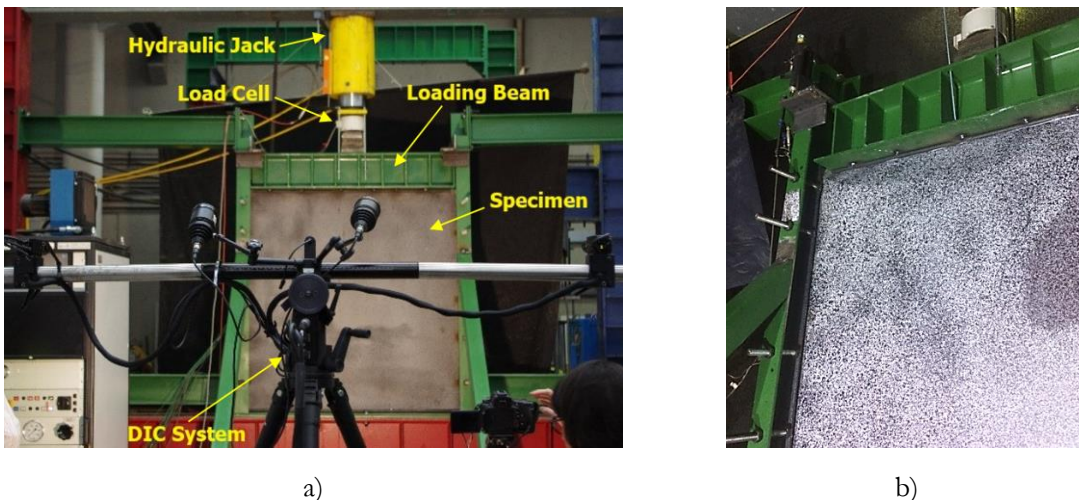 Hydraulic Jack
Load Cell
Loading Beam
Specimen
DIC System
a)
b)